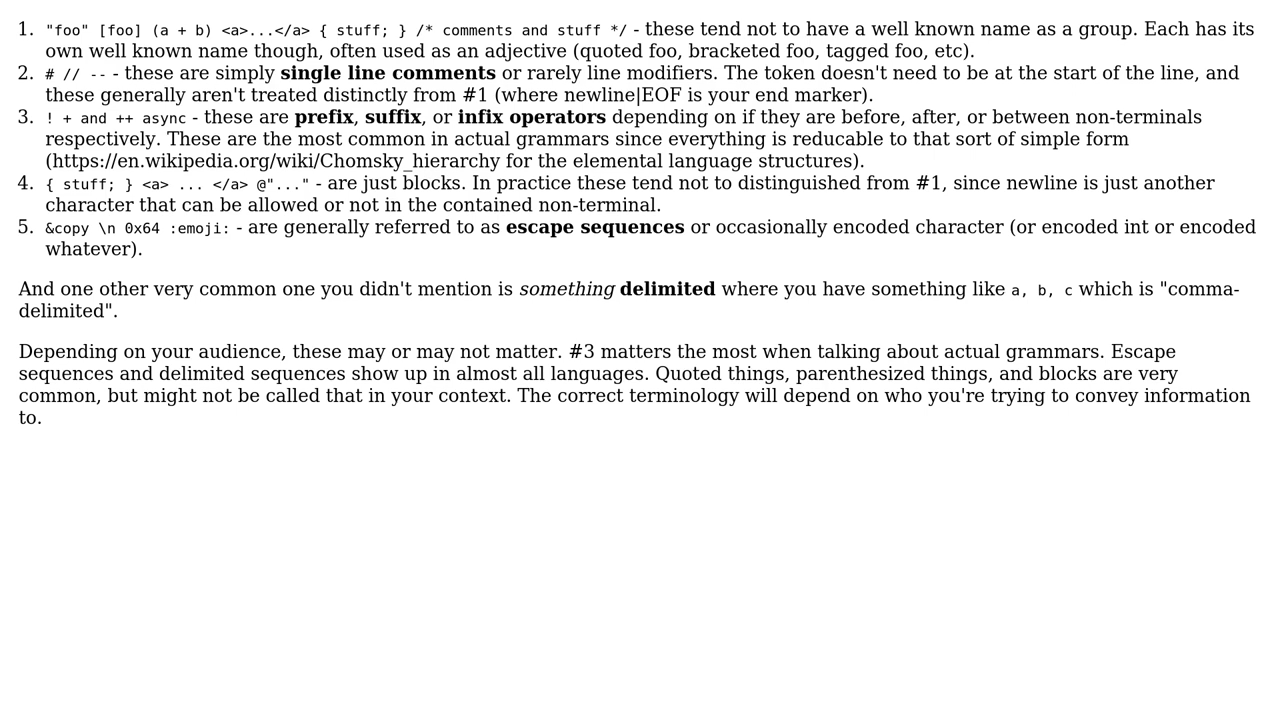 1. "foo" [foo] (a + b) <a>...</a> { stuff; } /* comments and stuff */ - these tend not to have a well known name as a group. Each has its
own well known name though, often used as an adjective (quoted foo, bracketed foo, tagged foo, etc).
2. # // -- - these are simply single line comments or rarely line modifiers. The token doesn't need to be at the start of the line, and
these generally aren't treated distinctly from #1 (where newline|EOF is your end marker).
3. ! + and ++ async - these are prefix, suffix, or infix operators depending on if they are before, after, or between non-terminals
respectively. These are the most common in actual grammars since everything is reducable to that sort of simple form
(https://en.wikipedia.org/wiki/Chomsky_hierarchy for the elemental language structures).
4. { stuff; } <a> ... </a> @"..." - are just blocks. In practice these tend not to distinguished from #1, since newline is just another
character that can be allowed or not in the contained non-terminal.
5. &copy \n 0x64 :emoji: - are generally referred to as escape sequences or occasionally encoded character (or encoded int or encoded
whatever).
And one other very common one you didn't mention is something delimited where you have something like a, b, c which is "comma-
delimited".
Depending on your audience, these may or may not matter. #3 matters the most when talking about actual grammars. Escape
sequences and delimited sequences show up in almost all languages. Quoted things, parenthesized things, and blocks are very
common, but might not be called that in your context. The correct terminology will depend on who you're trying to convey information
to.